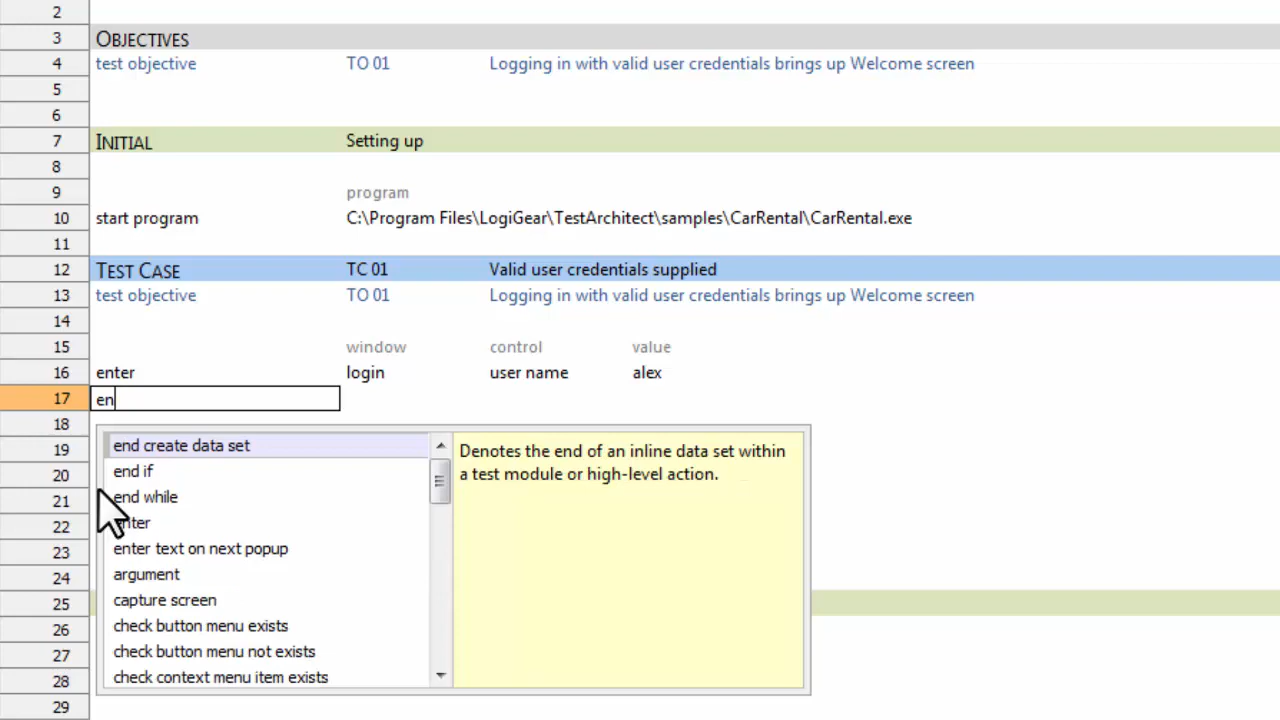 2
3 OBJECTIVES
4 test objective TO 01 Logging in with valid user credentials brings up Welcome screen
5
6
7 INITIAL Setting up
8
9 program
10 start program C:\Program Files\LogiGear\TestArchitect\samples\CarRental\CarRental.exe
11
12 TEST CASE TC 01 Valid user credentials supplied
13 test objective TO 01 Logging in with valid user credentials brings up Welcome screen
14
15 window control value
16 enter login user name alex
17 en
18
19
20
21
22
23
24
25
26
27
28
29
end create data set
end if
end while
enter
enter text on next popup
argument
capture screen
check button menu exists
check button menu not exists
check context menu item exists
Denotes the end of an inline data set within
a test module or high-level action.